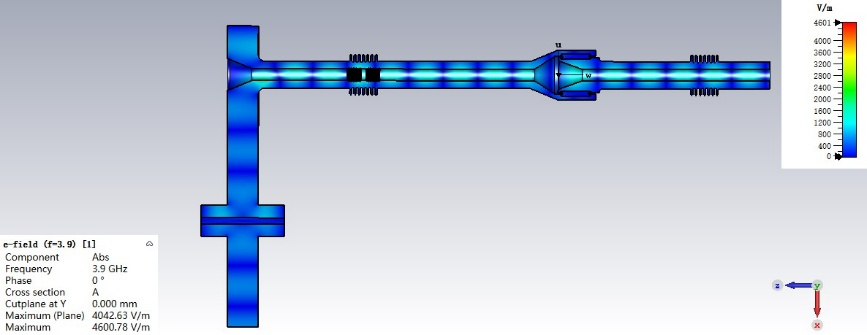 V/m
4601
4000
3600
3200
2800
2400
2000
1600
1200
800
400
0
u
v w
e-field (f=3.9) [1]
Component Abs
Frequency 3.9 GHz
Phase 0°
Cross section A
Cutplane at Y 0.000 mm
Maximum (Plane) 4042.63 V/m
Maximum 4600.78 V/m
z y
x